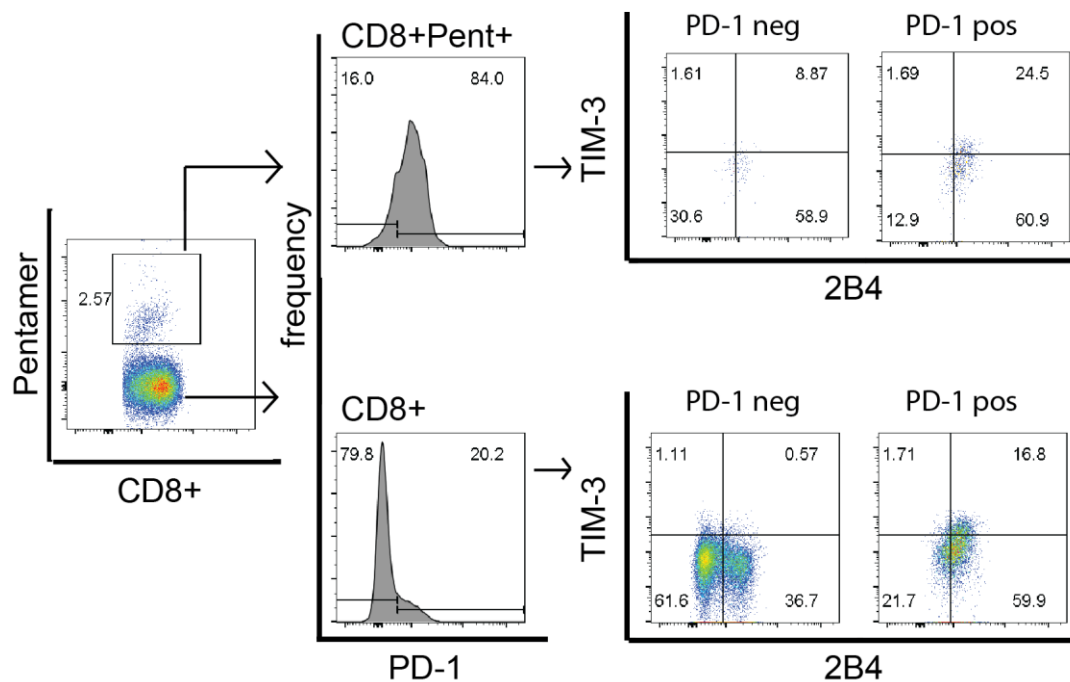 CD8+Pent+
16.0 84.0
PD-1 neg PD-1 pos
1.61 8.87
1.69 24.5
30.6 58.9
12.9 60.9
TIM-3
2B4
Pentamer
2.57
CD8+
frequency
CD8+
79.8 20.2
PD-1
PD-1 neg PD-1 pos
1.11 0.57
1.71 16.8
61.6 36.7
21.7 59.9
TIM-3
2B4